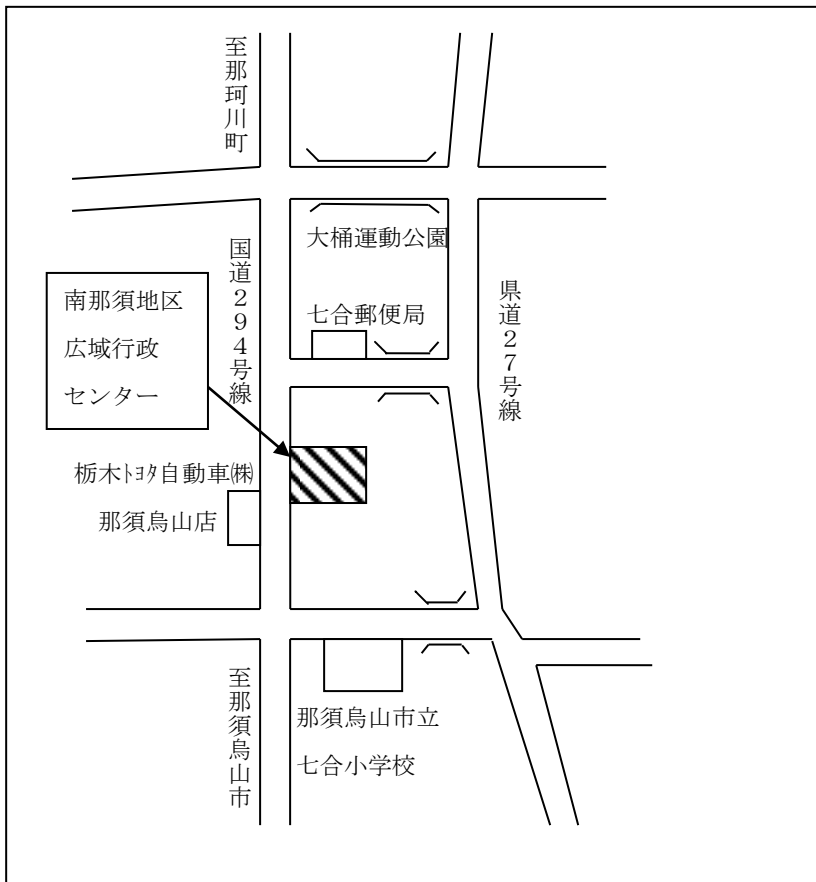 至那珂川町
国道２９４号線
大桶運動公園
七合郵便局
県道２７号線
南那須地区
広域行政
センター
栃木ﾄﾖﾀ自動車㈱
那須烏山店
至那須烏山市
那須烏山市立
七合小学校